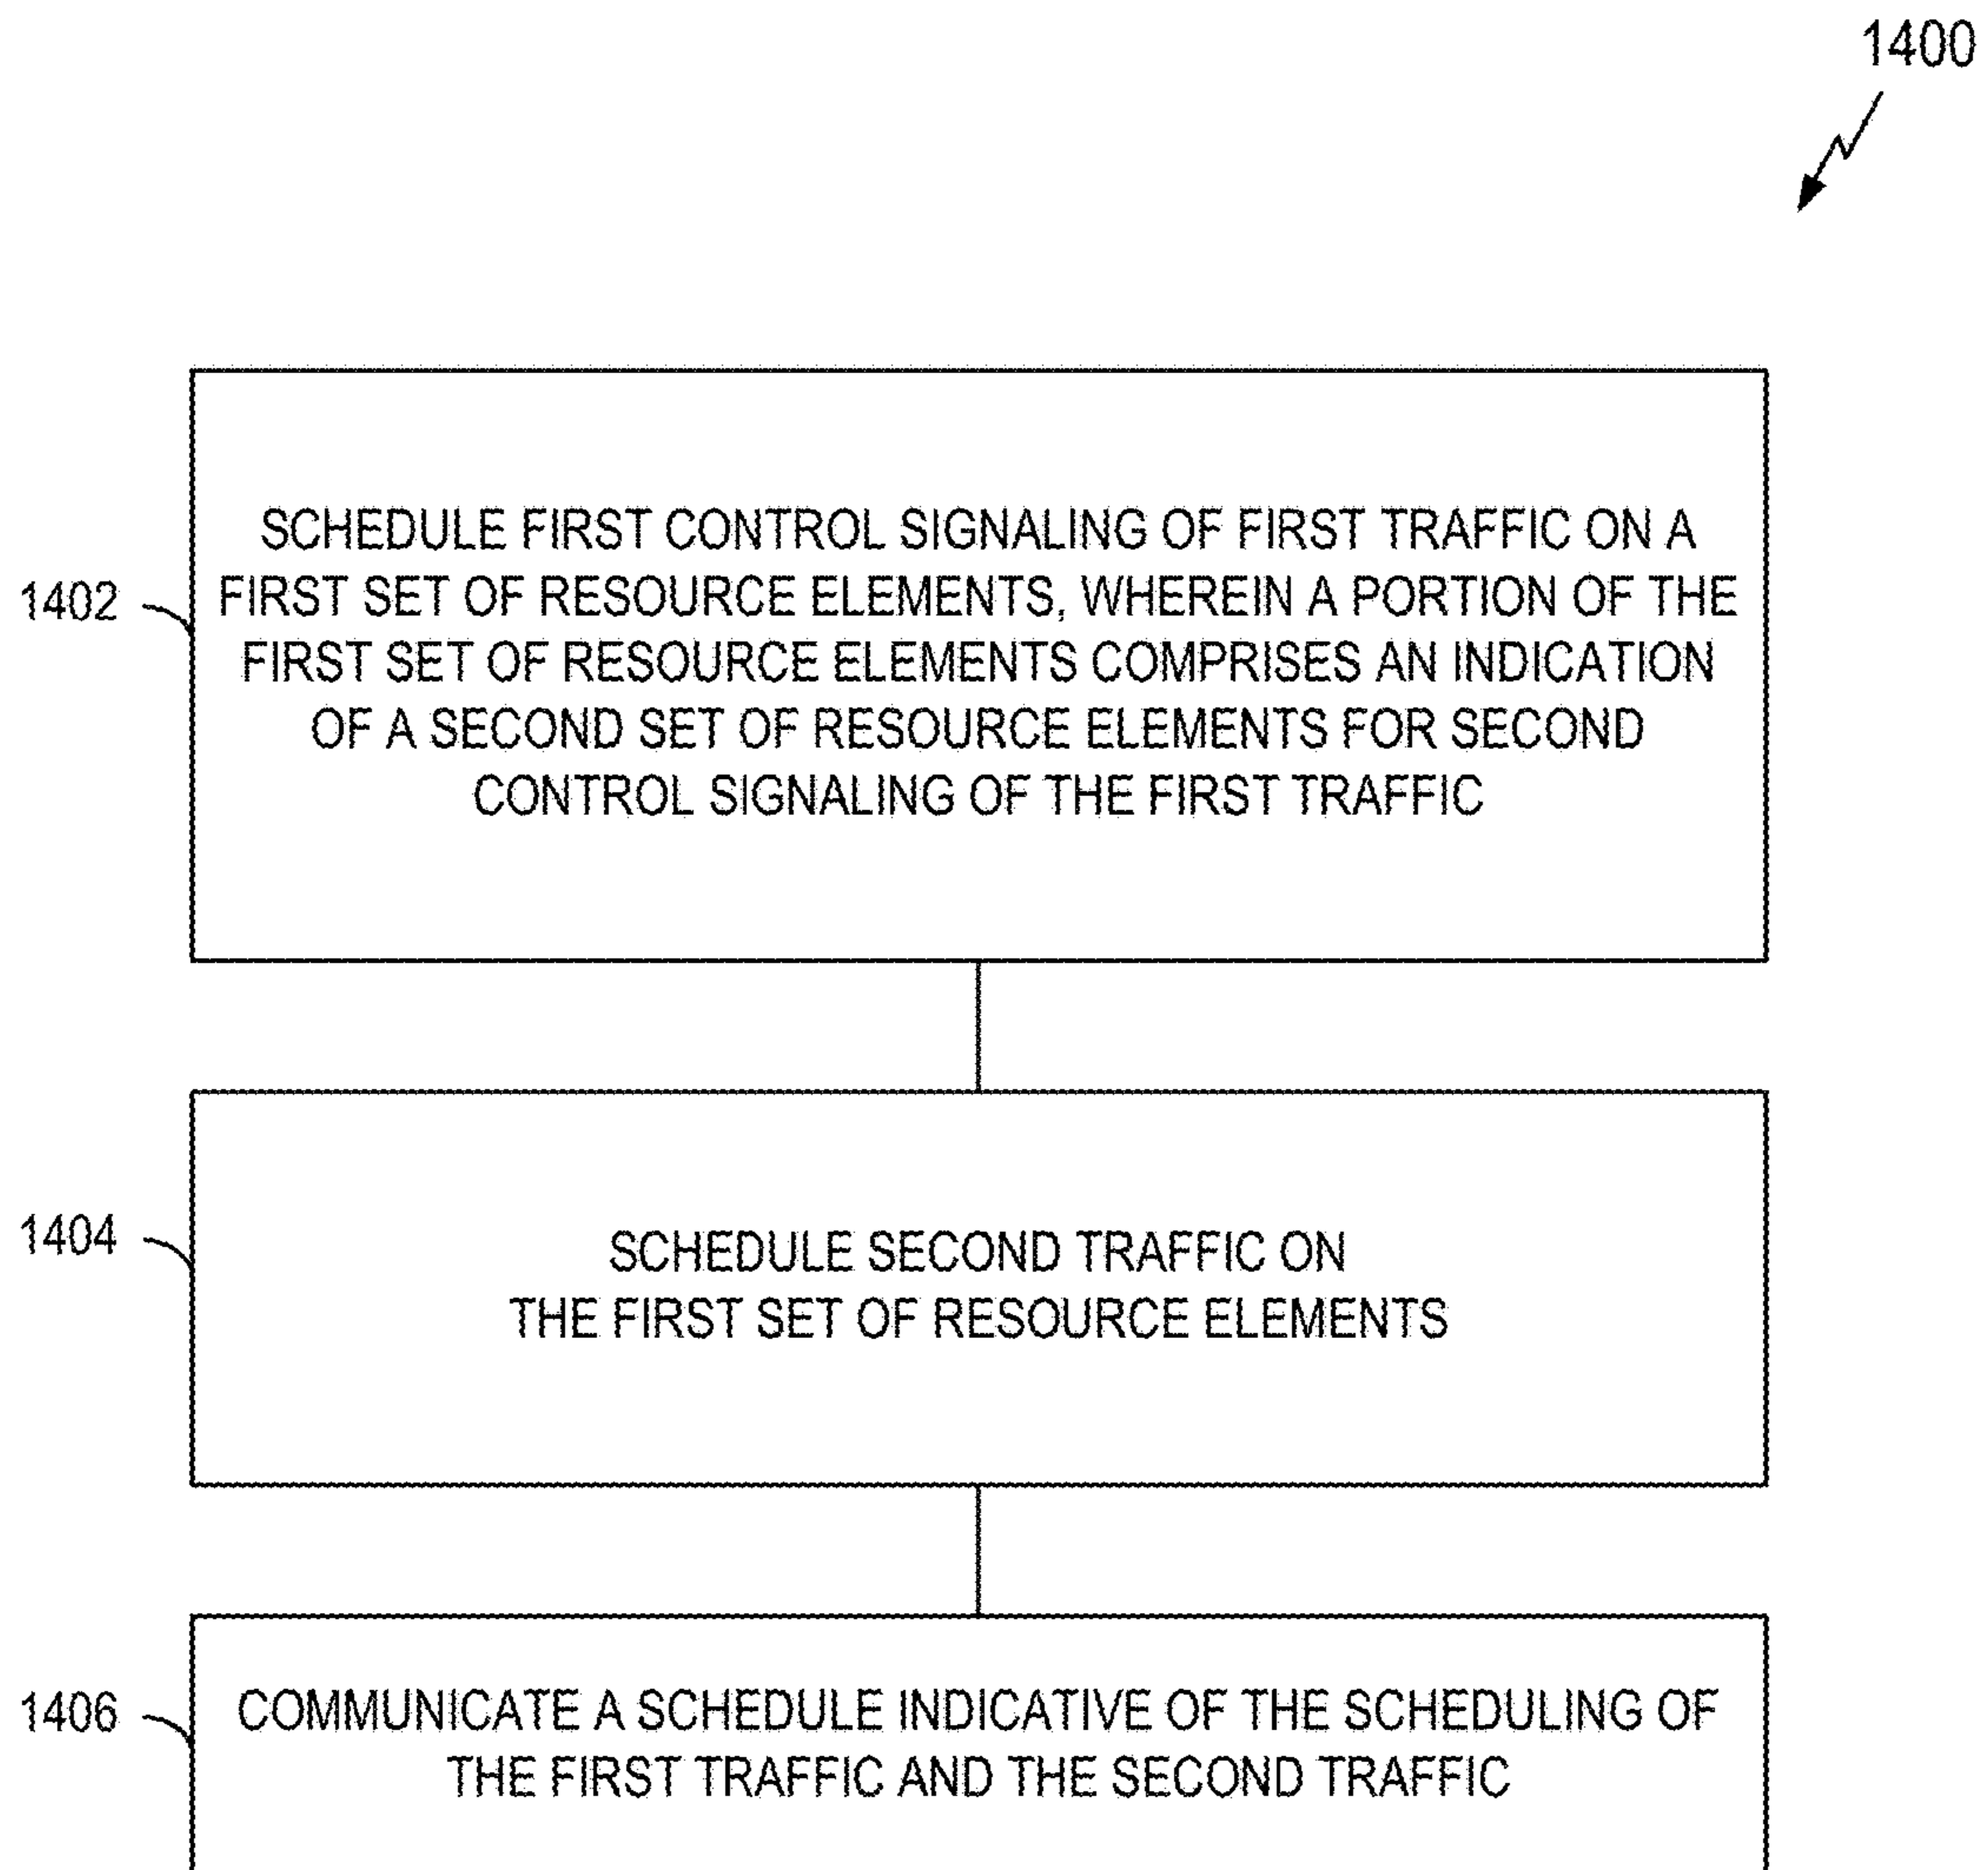 1400
1402
SCHEDULE FIRST CONTROL SIGNALING OF FIRST TRAFFIC ON A
FIRST SET OF RESOURCE ELEMENTS, WHEREIN A PORTION OF THE
FIRST SET OF RESOURCE ELEMENTS COMPRISES AN INDICATION
OF A SECOND SET OF RESOURCE ELEMENTS FOR SECOND
CONTROL SIGNALING OF THE FIRST TRAFFIC
1404
SCHEDULE SECOND TRAFFIC ON
THE FIRST SET OF RESOURCE ELEMENTS
1406
COMMUNICATE A SCHEDULE INDICATIVE OF THE SCHEDULING OF
THE FIRST TRAFFIC AND THE SECOND TRAFFIC